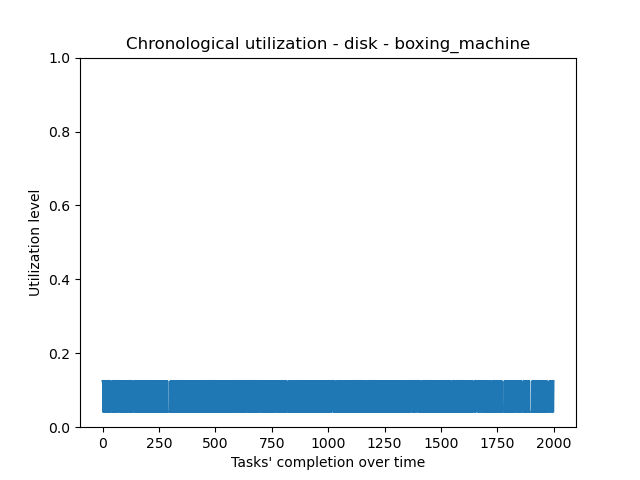 Chronological utilization - disk - boxing_machine
1.0
0.8
0.6
0.4
0.2
0.0
Utilization level
0 250 500 750 1000 1250 1500 1750 2000
Tasks' completion over time